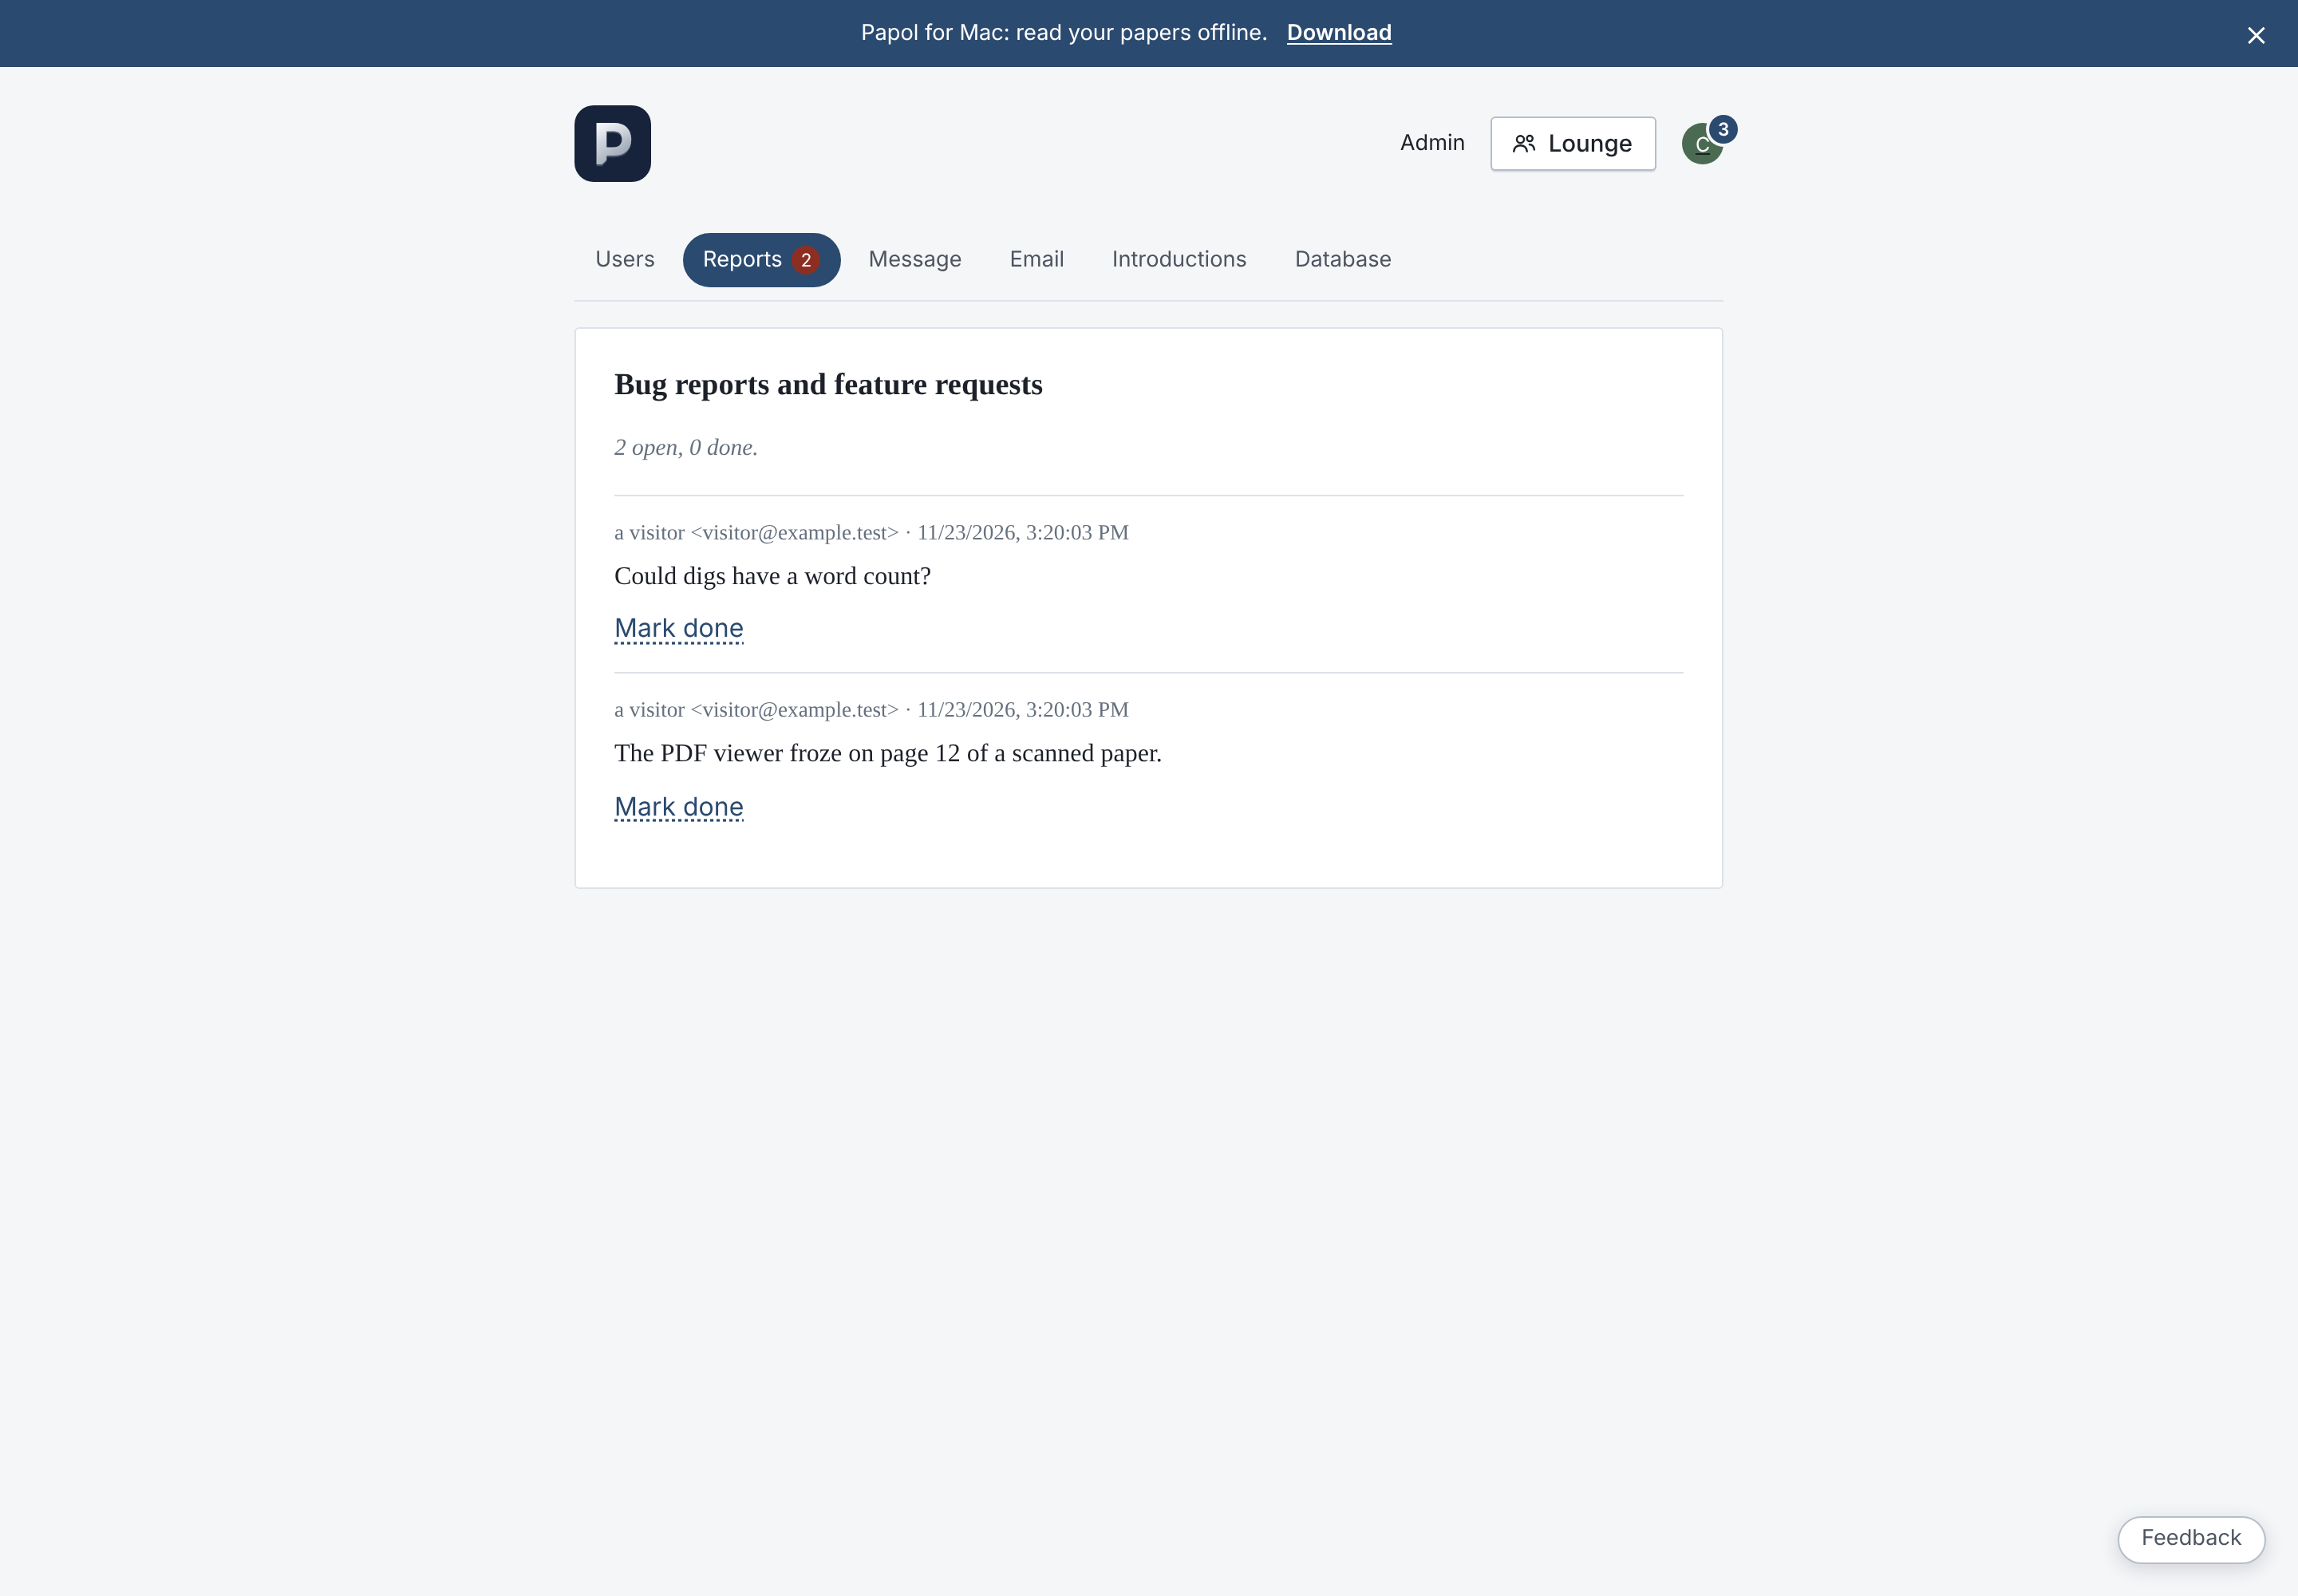 Papol for Mac: read your papers offline. Download
P
Admin
Lounge
C
3
Users
Reports 2
Message
Email
Introductions
Database
Bug reports and feature requests
2 open, 0 done.
a visitor <visitor@example.test> · 11/23/2026, 3:20:03 PM
Could digs have a word count?
Mark done
a visitor <visitor@example.test> · 11/23/2026, 3:20:03 PM
The PDF viewer froze on page 12 of a scanned paper.
Mark done
Feedback